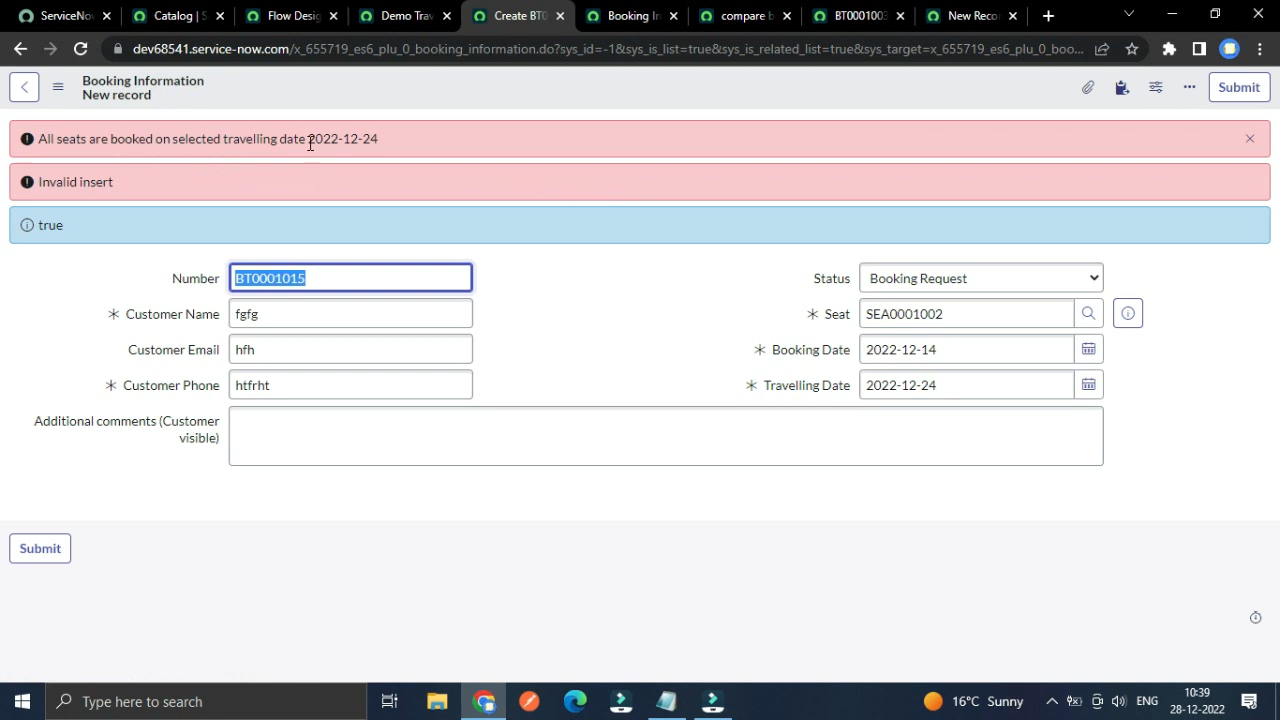 ServiceNow
Catalog | S
Flow Desig
Demo Trav
Create BT0
Booking In
compare b
BT0001003
New Reco
dev68541.service-now.com/x_655719_es6_plu_0_booking_information.do?sys_id=-1&sys_is_list=true&sys_is_related_list=true&sys_target=x_655719_es6_plu_0_boo...
Booking Information
New record
Submit
All seats are booked on selected travelling date 2022-12-24
Invalid insert
true
Number BT0001015
Status Booking Request
Customer Name fgfg
Seat SEA0001002
Customer Email hfh
Booking Date 2022-12-14
Customer Phone htfrht
Travelling Date 2022-12-24
Additional comments (Customer
visible)
Submit
Type here to search
16°C Sunny
ENG
10:39
28-12-2022